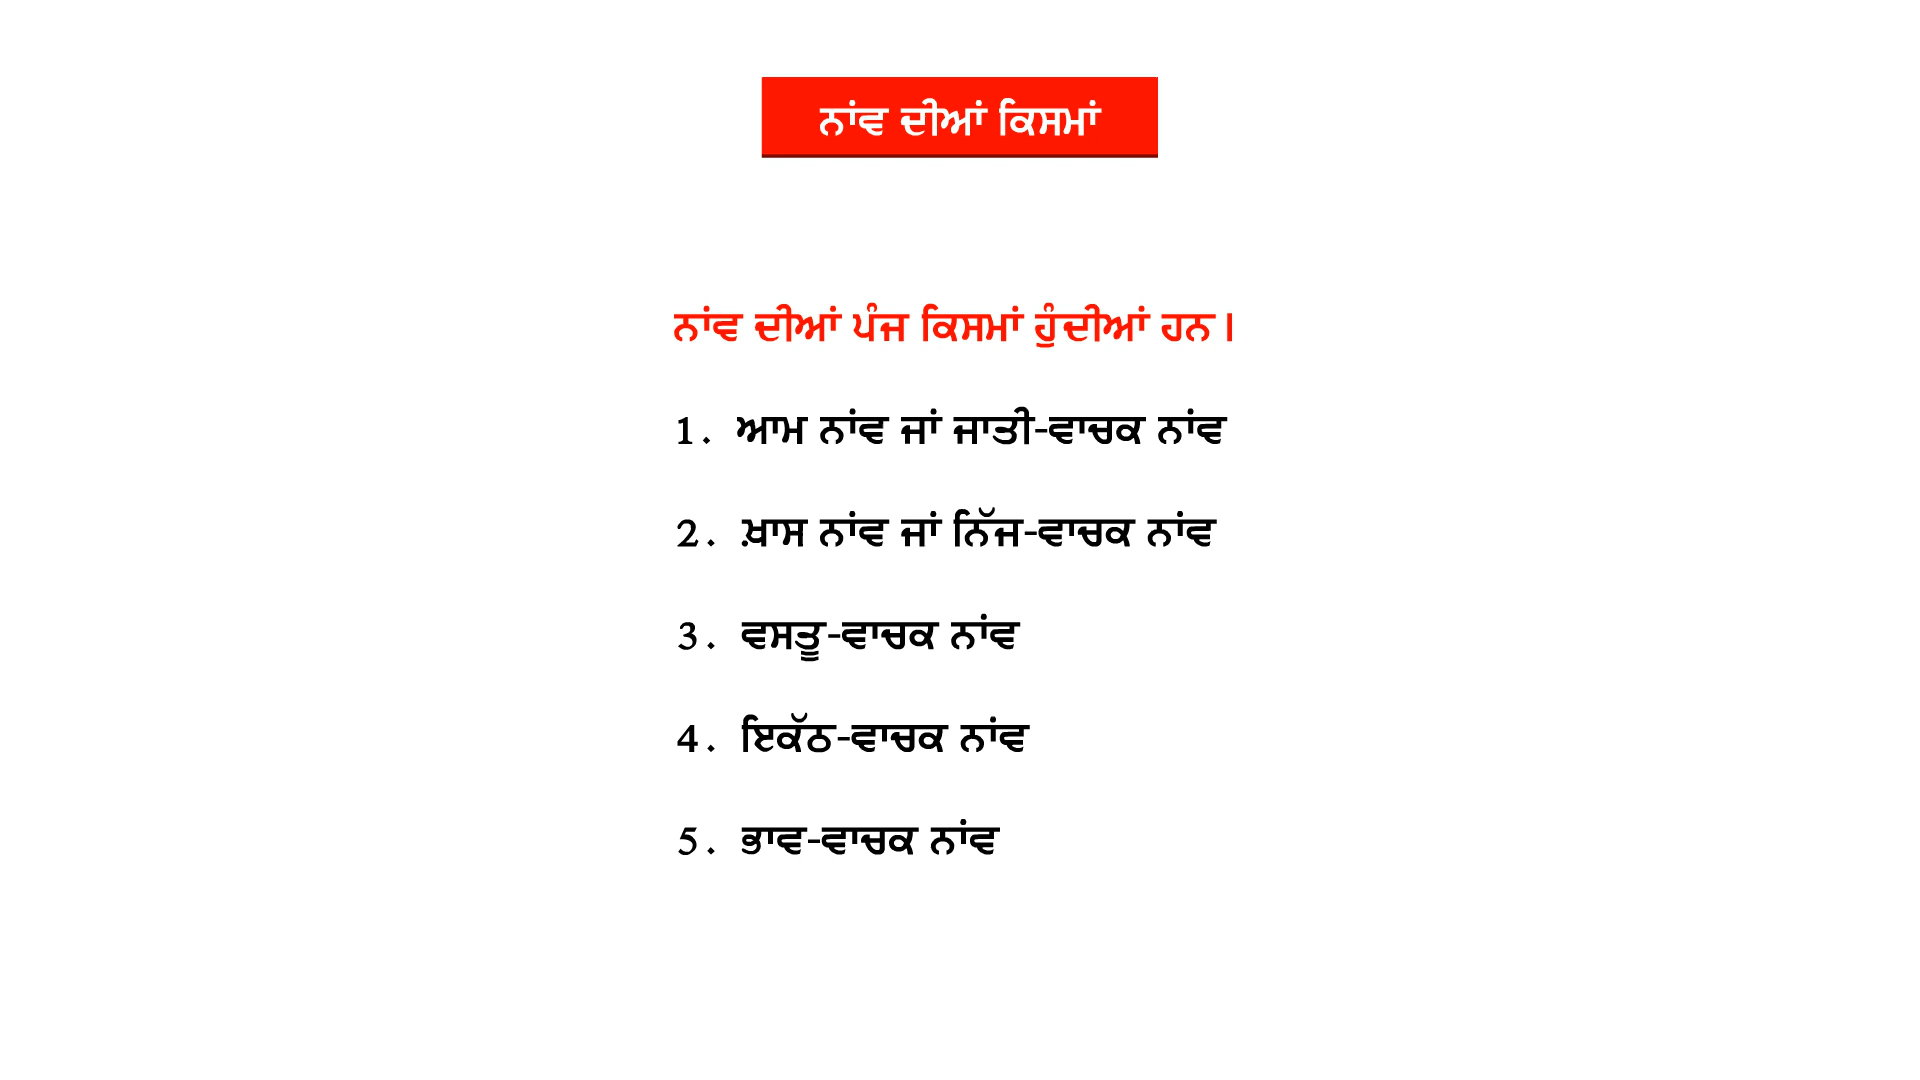 ਨਾਂਵ ਦੀਆਂ ਕਿਸਮਾਂ
ਨਾਂਵ ਦੀਆਂ ਪੰਜ ਕਿਸਮਾਂ ਹੁੰਦੀਆਂ ਹਨ।
1. ਆਮ ਨਾਂਵ ਜਾਂ ਜਾਤੀ-ਵਾਚਕ ਨਾਂਵ
2. ਖ਼ਾਸ ਨਾਂਵ ਜਾਂ ਨਿੱਜ-ਵਾਚਕ ਨਾਂਵ
3. ਵਸਤੂ-ਵਾਚਕ ਨਾਂਵ
4. ਇਕੱਠ-ਵਾਚਕ ਨਾਂਵ
5. ਭਾਵ-ਵਾਚਕ ਨਾਂਵ